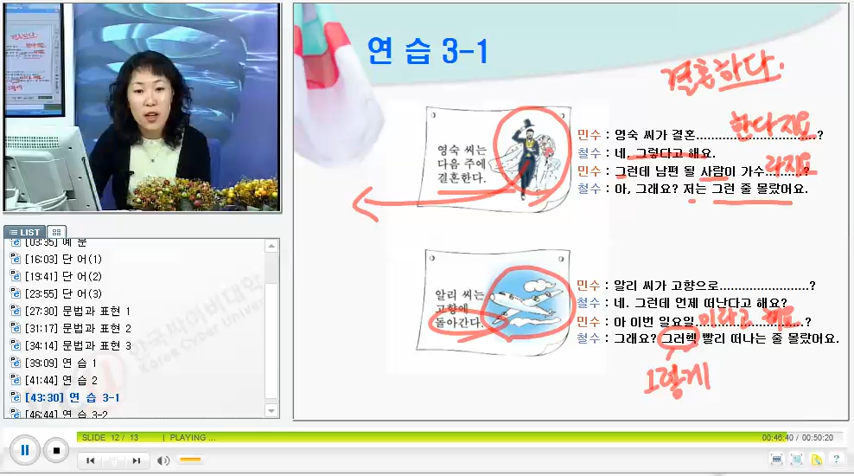 연 습 3-1
결혼하다.
영숙 씨는
다음 주에
결혼한다.
민수 : 영숙 씨가 결혼..............................?
한다지요
철수 : 네. 그렇다고 해요.
민수 : 그런데 남편 될 사람이 가수..........?
라지요
철수 : 아, 그래요? 저는 그런 줄 몰랐어요.
알리 씨는
고향에
돌아간다.
민수 : 알리 씨가 고향으로......................?
철수 : 네. 그런데 언제 떠난다고 해요?
민수 : 아 이번 일요일..........................?
이라고 해요
철수 : 그래요? 그러헥 빨리 떠나는 줄 몰랐어요.
그렇게
LIST
[03:35] 예 문
[16:03] 단 어(1)
[19:41] 단 어(2)
[23:55] 단 어(3)
[27:30] 문법과 표현 1
[31:17] 문법과 표현 2
[34:14] 문법과 표현 3
[39:09] 연 습 1
[41:44] 연 습 2
[43:30] 연 습 3-1
[46:44] 연 습 3-2
SLIDE 12 / 13 | PLAYING ...
00:46:40 / 00:50:20